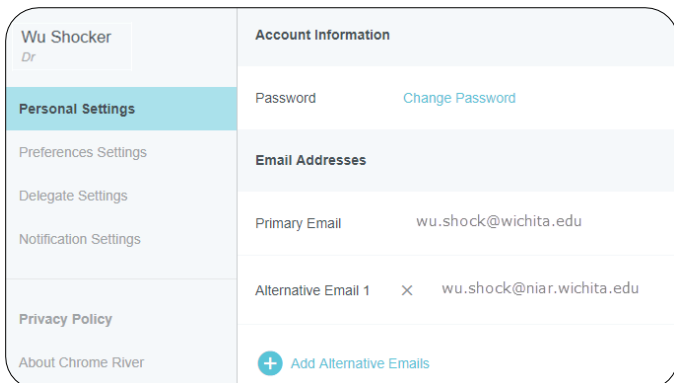 Wu Shocker
Dr
Personal Settings
Preferences Settings
Delegate Settings
Notification Settings
Privacy Policy
About Chrome River
Account Information
Password Change Password
Email Addresses
Primary Email wu.shock@wichita.edu
Alternative Email 1 × wu.shock@niar.wichita.edu
+ Add Alternative Emails